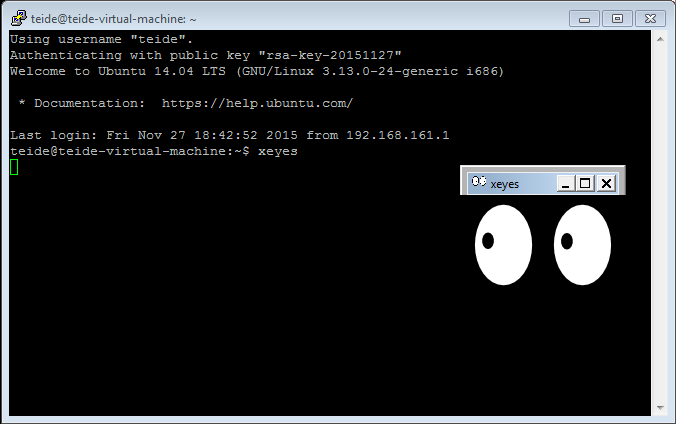 teide@teide-virtual-machine: ~
Using username "teide".
Authenticating with public key "rsa-key-20151127"
Welcome to Ubuntu 14.04 LTS (GNU/Linux 3.13.0-24-generic i686)
* Documentation:  https://help.ubuntu.com/
Last login: Fri Nov 27 18:42:52 2015 from 192.168.161.1
teide@teide-virtual-machine:~$ xeyes
xeyes